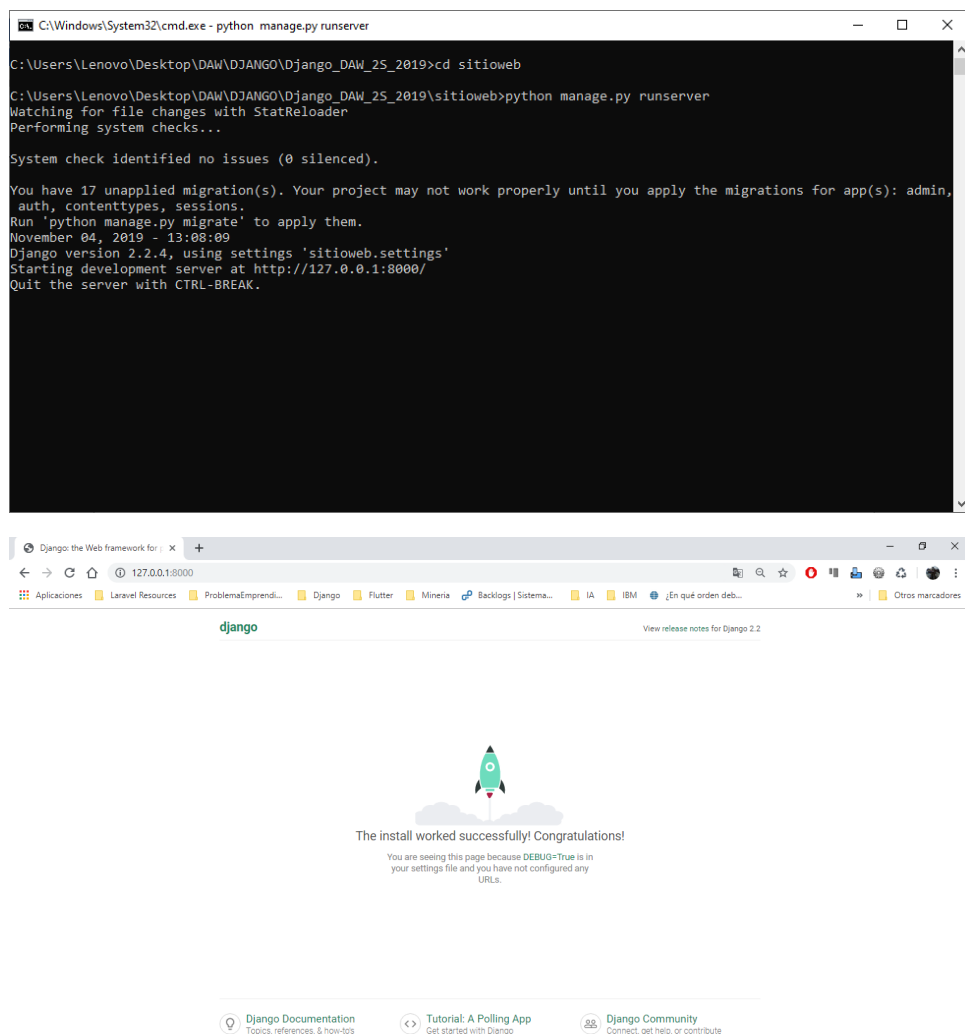 C:\Windows\System32\cmd.exe - python  manage.py runserver
C:\Users\Lenovo\Desktop\DAW\DJANGO\Django_DAW_2S_2019>cd sitioweb
C:\Users\Lenovo\Desktop\DAW\DJANGO\Django_DAW_2S_2019\sitioweb>python manage.py runserver
Watching for file changes with StatReloader
Performing system checks...
System check identified no issues (0 silenced).
You have 17 unapplied migration(s). Your project may not work properly until you apply the migrations for app(s): admin,
 auth, contenttypes, sessions.
Run 'python manage.py migrate' to apply them.
November 04, 2019 - 13:08:09
Django version 2.2.4, using settings 'sitioweb.settings'
Starting development server at http://127.0.0.1:8000/
Quit the server with CTRL-BREAK.
Django: the Web framework for
127.0.0.1:8000
Aplicaciones Laravel Resources ProblemaEmprendi... Django Flutter Mineria Backlogs | Sistema... IA IBM ¿En qué orden deb... » Otros marcadores
django View release notes for Django 2.2
The install worked successfully! Congratulations!
You are seeing this page because DEBUG=True is in
your settings file and you have not configured any
URLs.
Django Documentation Tutorial: A Polling App Django Community
Topics, references, & how-to's Get started with Django Connect, get help, or contribute